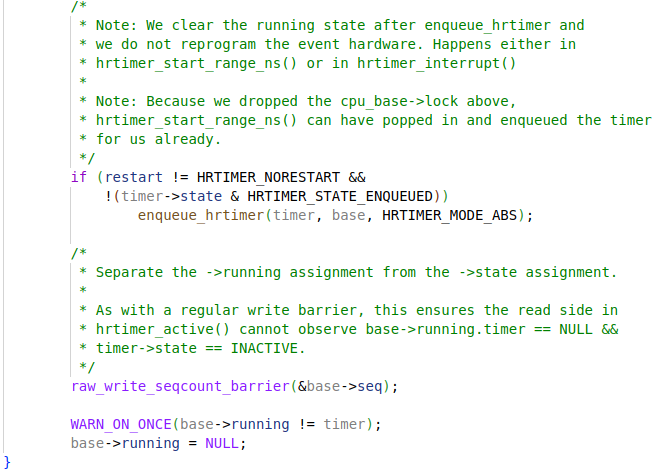 /*
 * Note: We clear the running state after enqueue_hrtimer and
 * we do not reprogram the event hardware. Happens either in
 * hrtimer_start_range_ns() or in hrtimer_interrupt()
 *
 * Note: Because we dropped the cpu_base->lock above,
 * hrtimer_start_range_ns() can have popped in and enqueued the timer
 * for us already.
 */
if (restart != HRTIMER_NORESTART &&
    !(timer->state & HRTIMER_STATE_ENQUEUED))
        enqueue_hrtimer(timer, base, HRTIMER_MODE_ABS);

/*
 * Separate the ->running assignment from the ->state assignment.
 *
 * As with a regular write barrier, this ensures the read side in
 * hrtimer_active() cannot observe base->running.timer == NULL &&
 * timer->state == INACTIVE.
 */
raw_write_seqcount_barrier(&base->seq);

WARN_ON_ONCE(base->running != timer);
base->running = NULL;
}